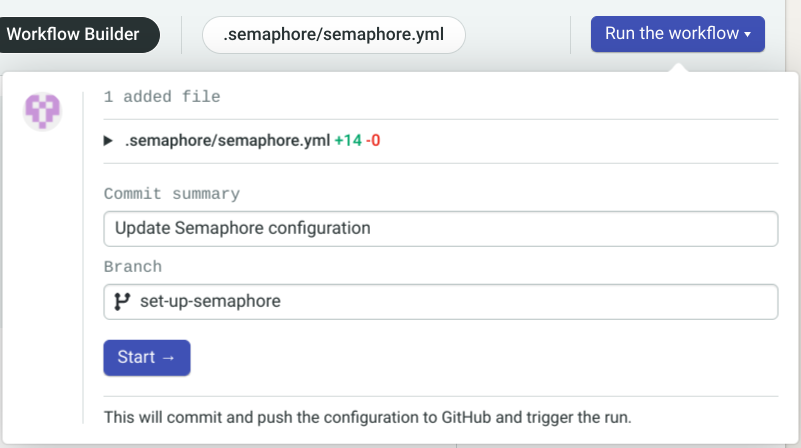 Workflow Builder
.semaphore/semaphore.yml
Run the workflow
1 added file
.semaphore/semaphore.yml +14 -0
Commit summary
Update Semaphore configuration
Branch
set-up-semaphore
Start →
This will commit and push the configuration to GitHub and trigger the run.